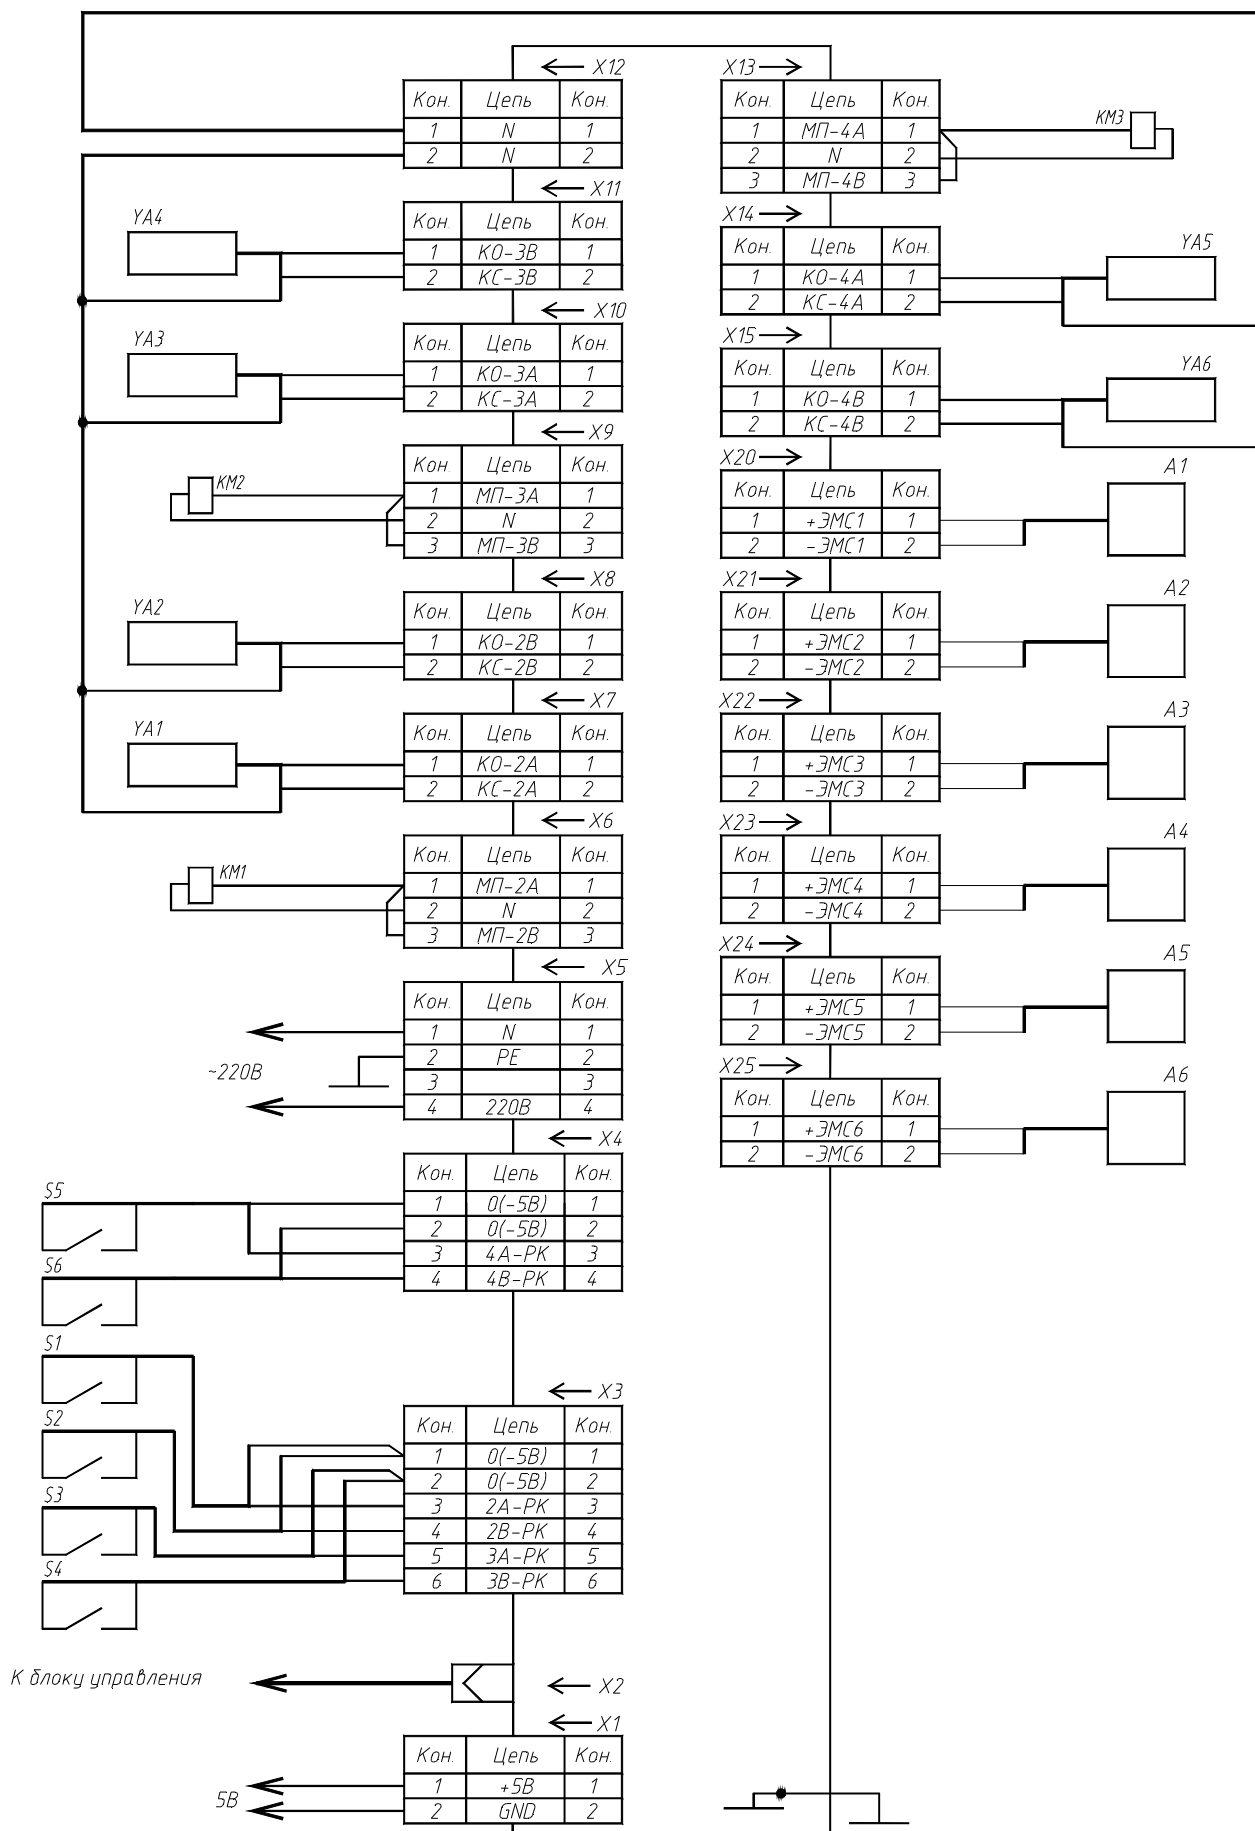 X12
Кон. Цепь Кон.
1 N 1
2 N 2
X11
YA4
Кон. Цепь Кон.
1 КО-3В 1
2 КС-3В 2
X10
YA3
Кон. Цепь Кон.
1 КО-3А 1
2 КС-3А 2
X9
KM2
Кон. Цепь Кон.
1 МП-3А 1
2 N 2
3 МП-3В 3
X8
YA2
Кон. Цепь Кон.
1 КО-2В 1
2 КС-2В 2
X7
YA1
Кон. Цепь Кон.
1 КО-2А 1
2 КС-2А 2
X6
KM1
Кон. Цепь Кон.
1 МП-2А 1
2 N 2
3 МП-2В 3
X5
Кон. Цепь Кон.
1 N 1
2 PE 2
3 3
4 220В 4
~220В
X4
Кон. Цепь Кон.
1 0(-5В) 1
2 0(-5В) 2
3 4А-РК 3
4 4В-РК 4
S5
S6
S1
S2
S3
S4
X3
Кон. Цепь Кон.
1 0(-5В) 1
2 0(-5В) 2
3 2А-РК 3
4 2В-РК 4
5 3А-РК 5
6 3В-РК 6
К блоку управления
X2
X1
Кон. Цепь Кон.
1 +5В 1
2 GND 2
5В
X13
Кон. Цепь Кон.
1 МП-4А 1
2 N 2
3 МП-4В 3
KM3
X14
Кон. Цепь Кон.
1 КО-4А 1
2 КС-4А 2
YA5
X15
Кон. Цепь Кон.
1 КО-4В 1
2 КС-4В 2
YA6
X20
Кон. Цепь Кон.
1 +ЭМС1 1
2 -ЭМС1 2
A1
X21
Кон. Цепь Кон.
1 +ЭМС2 1
2 -ЭМС2 2
A2
X22
Кон. Цепь Кон.
1 +ЭМС3 1
2 -ЭМС3 2
A3
X23
Кон. Цепь Кон.
1 +ЭМС4 1
2 -ЭМС4 2
A4
X24
Кон. Цепь Кон.
1 +ЭМС5 1
2 -ЭМС5 2
A5
X25
Кон. Цепь Кон.
1 +ЭМС6 1
2 -ЭМС6 2
A6